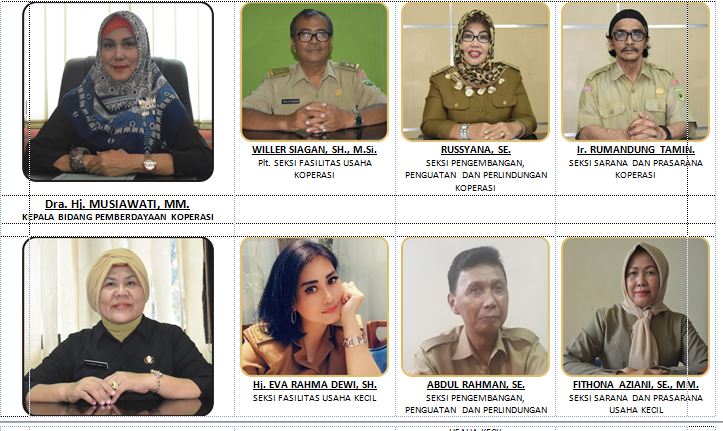 WILLER SIAGAN, SH., M.Si.
Plt. SEKSI FASILITAS USAHA
KOPERASI
RUSSYANA, SE.
SEKSI PENGEMBANGAN,
PENGUATAN DAN PERLINDUNGAN
KOPERASI
Ir. RUMANDUNG TAMIN.
SEKSI SARANA DAN PRASARANA
KOPERASI
Dra. Hj. MUSIAWATI, MM.
KEPALA BIDANG PEMBERDAYAAN KOPERASI
Hj. EVA RAHMA DEWI, SH.
SEKSI FASILITAS USAHA KECIL
ABDUL RAHMAN, SE.
SEKSI PENGEMBANGAN,
PENGUATAN DAN PERLINDUNGAN
USAHA KECIL
FITHONA AZIANI, SE., MM.
SEKSI SARANA DAN PRASARANA
USAHA KECIL